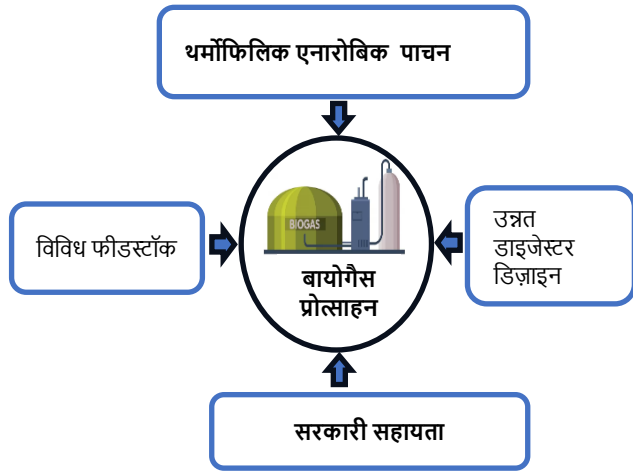 थर्मोफिलिक एनारोबिक पाचन
विविध फीडस्टॉक
BIOGAS
बायोगैस
प्रोत्साहन
उन्नत
डाइजेस्टर
डिज़ाइन
सरकारी सहायता